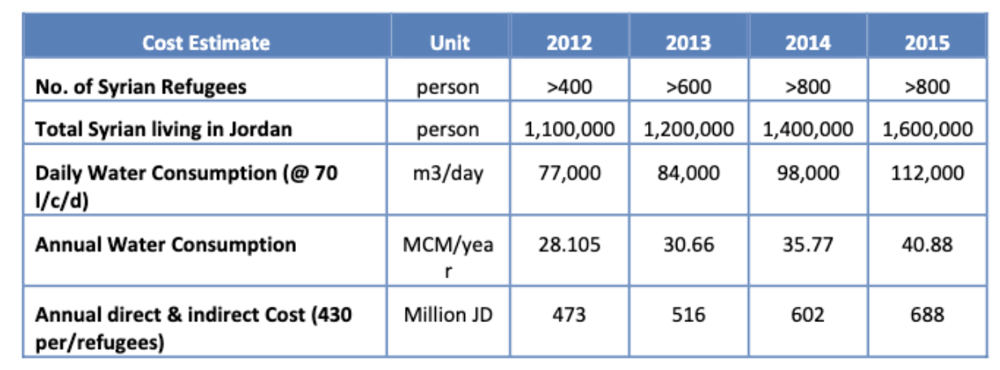 Cost Estimate Unit 2012 2013 2014 2015
No. of Syrian Refugees person >400 >600 >800 >800
Total Syrian living in Jordan person 1,100,000 1,200,000 1,400,000 1,600,000
Daily Water Consumption (@ 70 m3/day 77,000 84,000 98,000 112,000
l/c/d)
Annual Water Consumption MCM/yea 28.105 30.66 35.77 40.88
r
Annual direct & indirect Cost (430 Million JD 473 516 602 688
per/refugees)